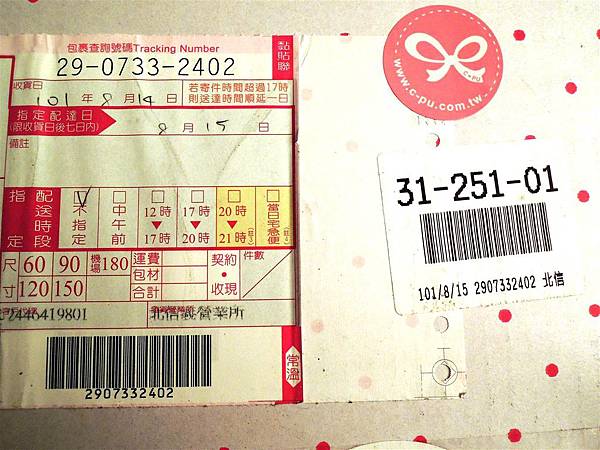 包裹查詢號碼Tracking Number
29-0733-2402
黏貼聯
收貨日
101 年 8 月 14 日
若寄件時間超過17時
則送達時間順延一日
指定配達日
(限收貨日後七日內)
8 月 15 日
備註
指定
配送時段
不指定
中午前
12時
17時
17時
20時
20時
21時
當日宅急便
尺寸
60 90 機場 180
120 150
運費
包材
合計
契約
•
收現
件數
2446419801
北信義營業所
2907332402
常溫
C•PU
www.c-pu.com.tw
31-251-01
101/8/15 2907332402 北信